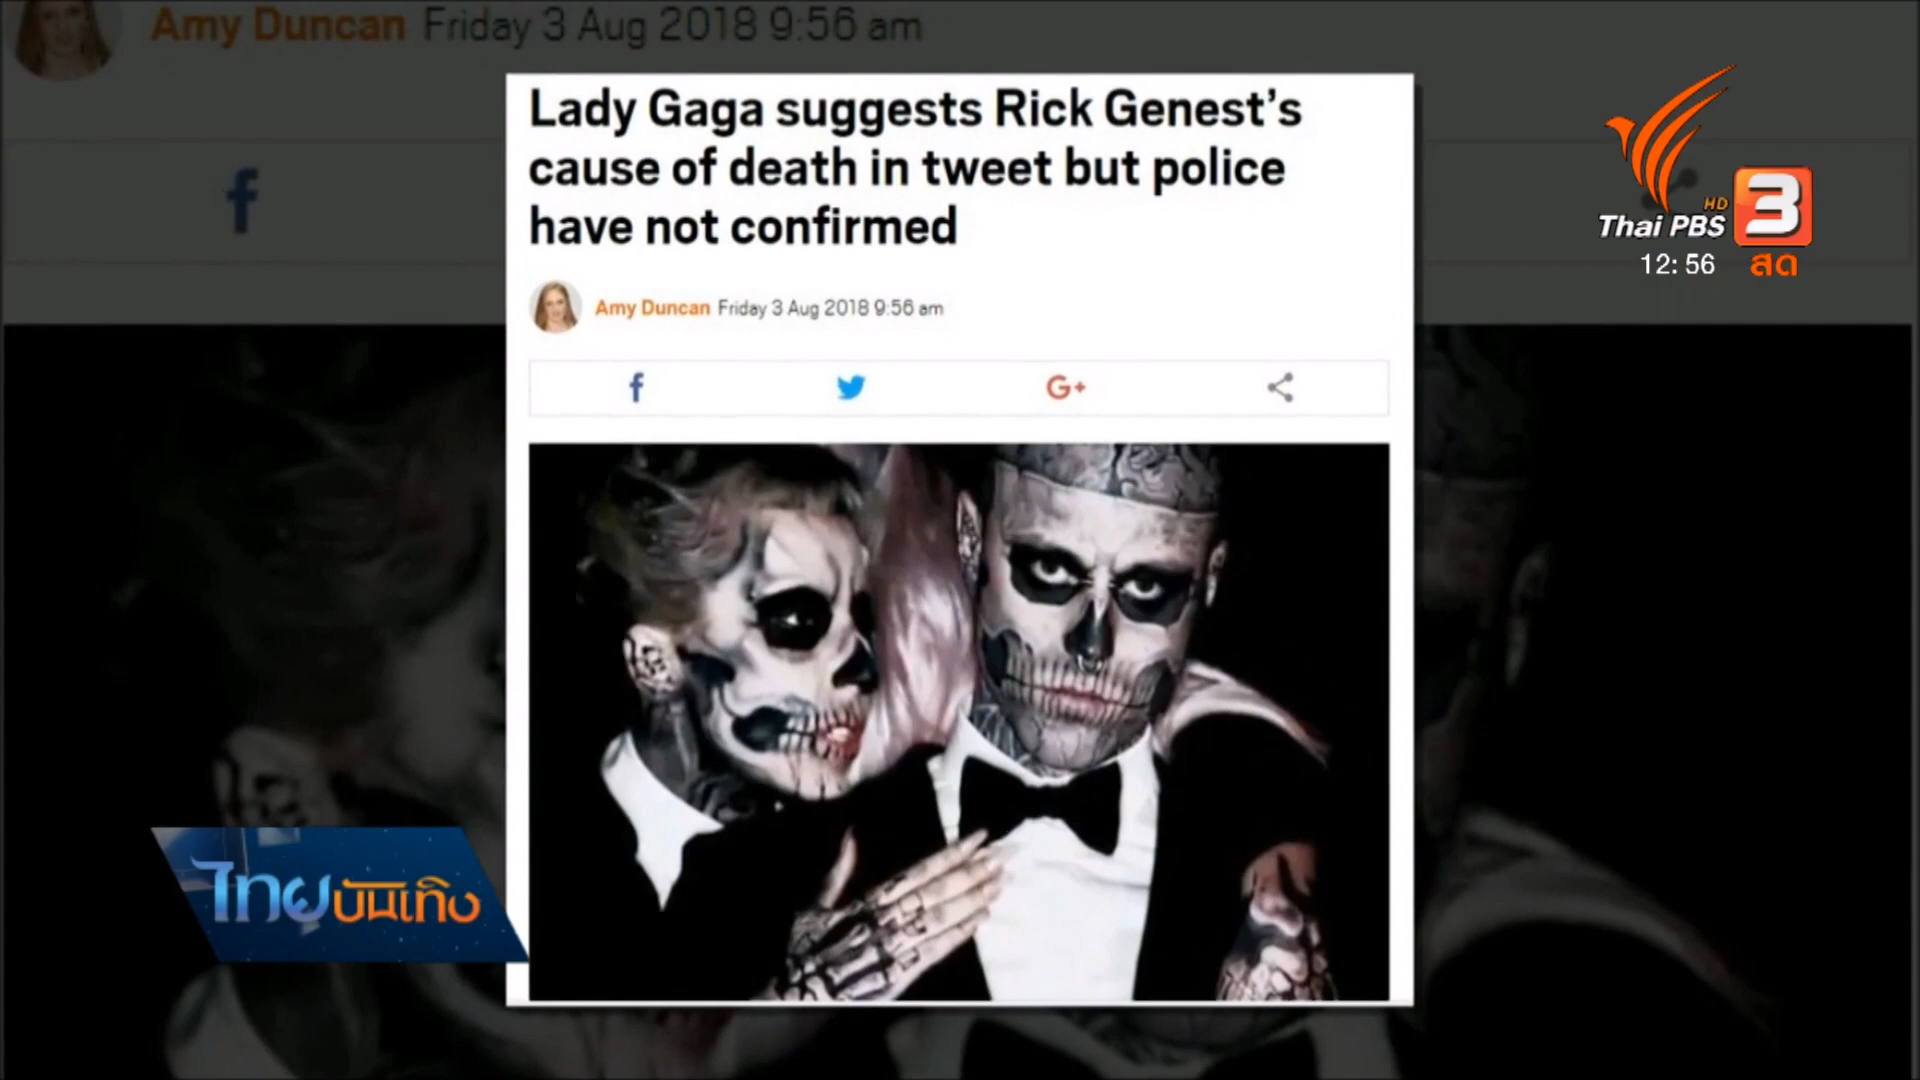 Amy Duncan Friday 3 Aug 2018 9:56 am
Lady Gaga suggests Rick Genest's
cause of death in tweet but police
have not confirmed
Amy Duncan Friday 3 Aug 2018 9:56 am
f
f
G+
HD
Thai PBS 3
12:56 สด
ไทยบันเทิง